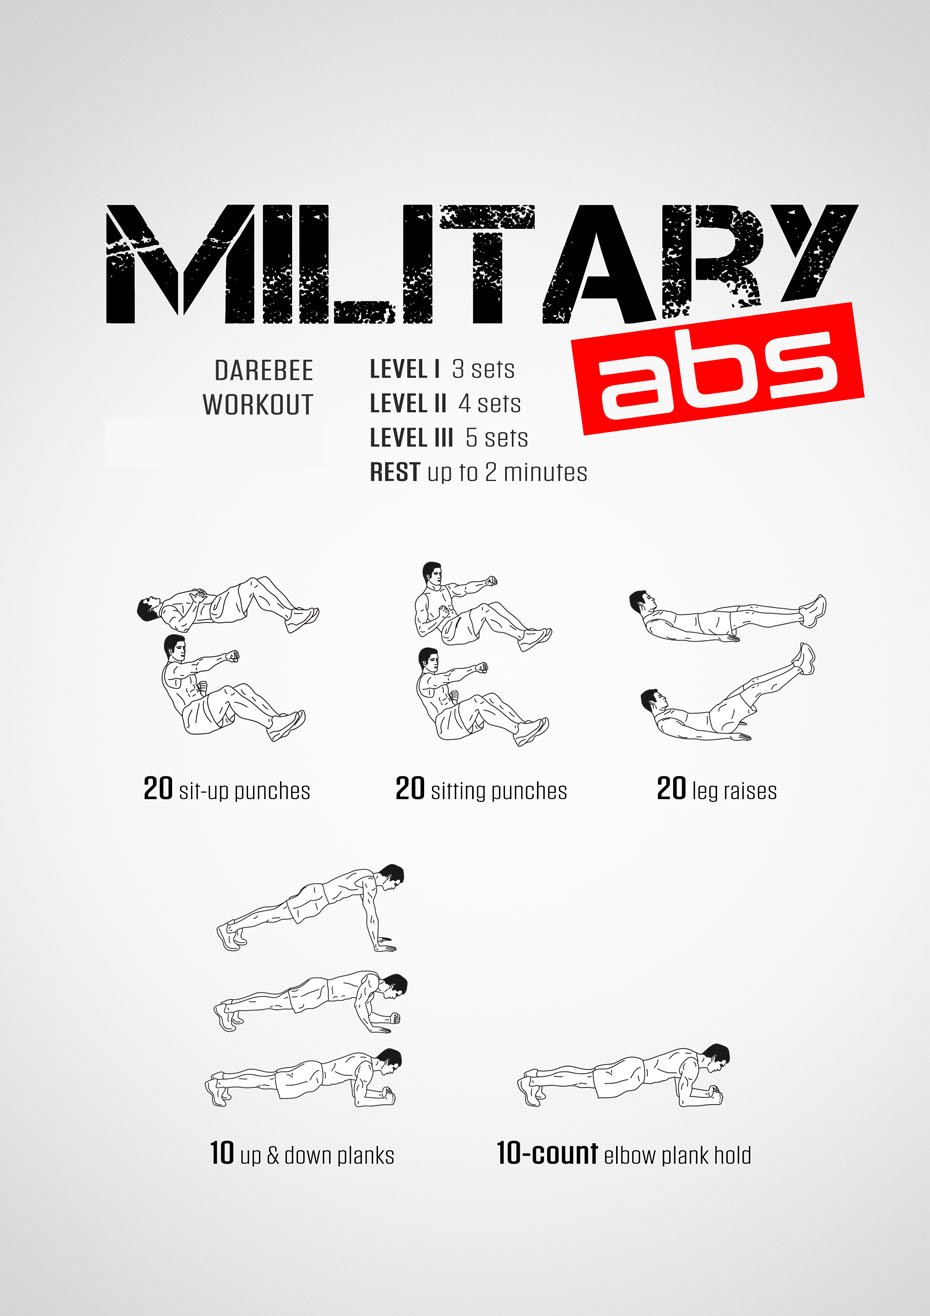 MILITARY
abs
DAREBEE
WORKOUT
LEVEL I 3 sets
LEVEL II 4 sets
LEVEL III 5 sets
REST up to 2 minutes
20 sit-up punches
20 sitting punches
20 leg raises
10 up & down planks
10-count elbow plank hold